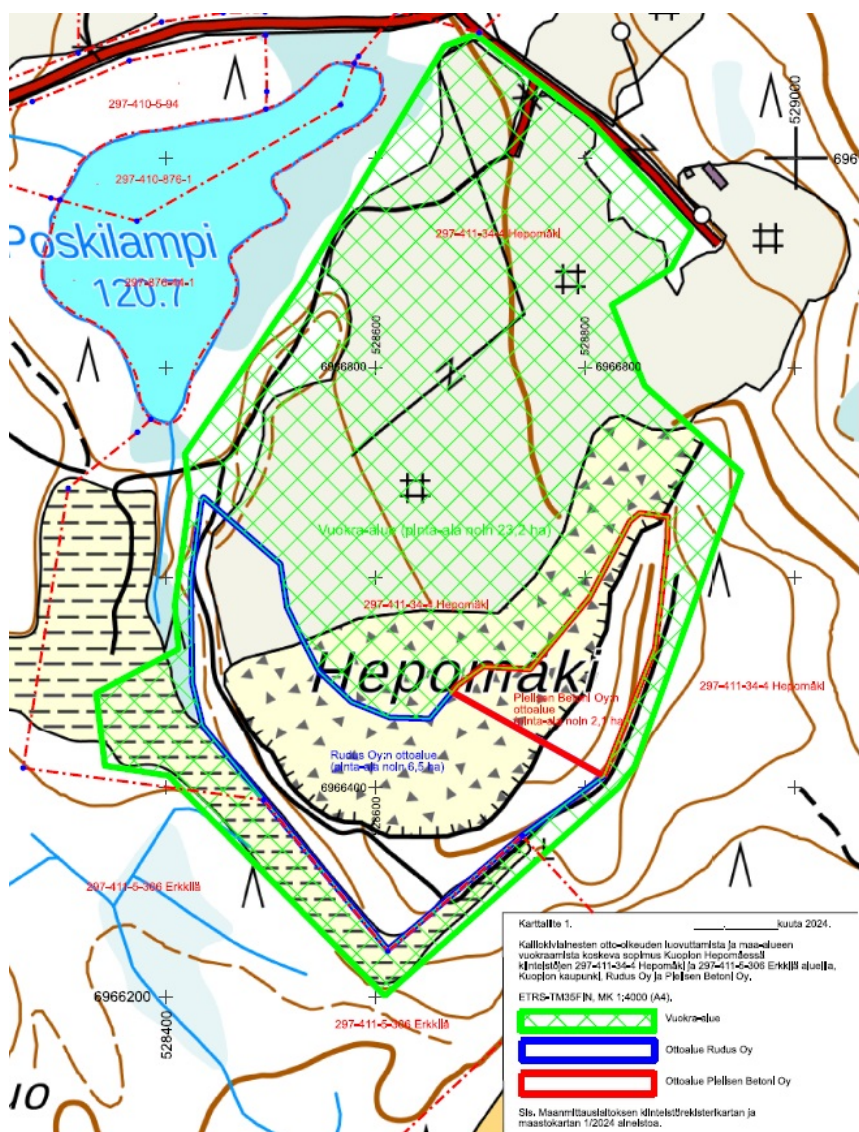 529000
297-410-5-94
297-410-876-1
Poskilampi
120.7
297-411-34-4 Hepomäki
528600
528800
6966800
6966800
Vuokra-alue (pinta-ala noin 23,2 ha)
297-411-34-4 Hepomäki
Hepomäki
297-411-34-4 Hepomäki
Pielisen Betoni Oy:n
ottoalue
(pinta-ala noin 2,1 ha
Rudus Oy:n ottoalue
(pinta-ala noin 6,5 ha)
6966400
528600
297-411-5-306 Erkkilä
6966200
528400
297-411-5-306 Erkkilä
Karttaliite 1. ___.___________kuuta 2024.
Kalliokiviainesten otto-oikeuden luovuttamista ja maa-alueen
vuokraamista koskeva sopimus Kuopion Hepomäessä
kiinteistöjen 297-411-34-4 Hepomäki ja 297-411-5-306 Erkkilä alueilla,
Kuopion kaupunki, Rudus Oy ja Pielisen Betoni Oy.
ETRS-TM35FIN, MK 1:4000 (A4).
Vuokra-alue
Ottoalue Rudus Oy
Ottoalue Pielisen Betoni Oy
Sis. Maanmittauslaitoksen kiinteistörekisterikartan ja
maastokartan 1/2024 aineistoa.